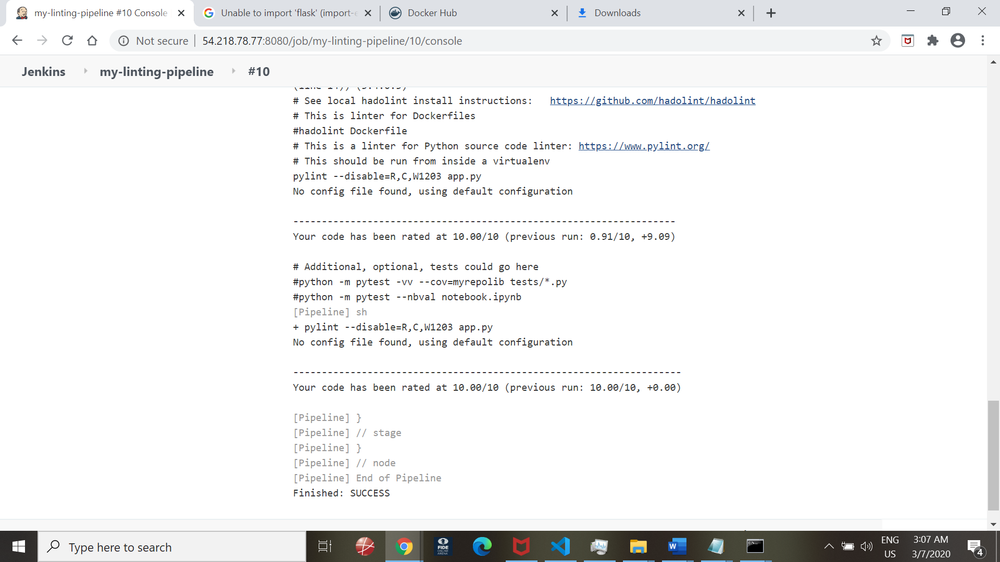 my-linting-pipeline #10 Console
Unable to import 'flask' (import-e
Docker Hub
Downloads
Not secure
54.218.78.77:8080/job/my-linting-pipeline/10/console
Jenkins
my-linting-pipeline
#10
# See local hadolint install instructions: https://github.com/hadolint/hadolint
# This is linter for Dockerfiles
#hadolint Dockerfile
# This is a linter for Python source code linter: https://www.pylint.org/
# This should be run from inside a virtualenv
pylint --disable=R,C,W1203 app.py
No config file found, using default configuration
-------------------------------------------------------------------
Your code has been rated at 10.00/10 (previous run: 0.91/10, +9.09)
# Additional, optional, tests could go here
#python -m pytest -vv --cov=myrepolib tests/*.py
#python -m pytest --nbval notebook.ipynb
[Pipeline] sh
+ pylint --disable=R,C,W1203 app.py
No config file found, using default configuration
--------------------------------------------------------------------
Your code has been rated at 10.00/10 (previous run: 10.00/10, +0.00)
[Pipeline] }
[Pipeline] // stage
[Pipeline] }
[Pipeline] // node
[Pipeline] End of Pipeline
Finished: SUCCESS
Type here to search
FIDE
ONLINE
ARENA
ENG
US
3:07 AM
3/7/2020
4